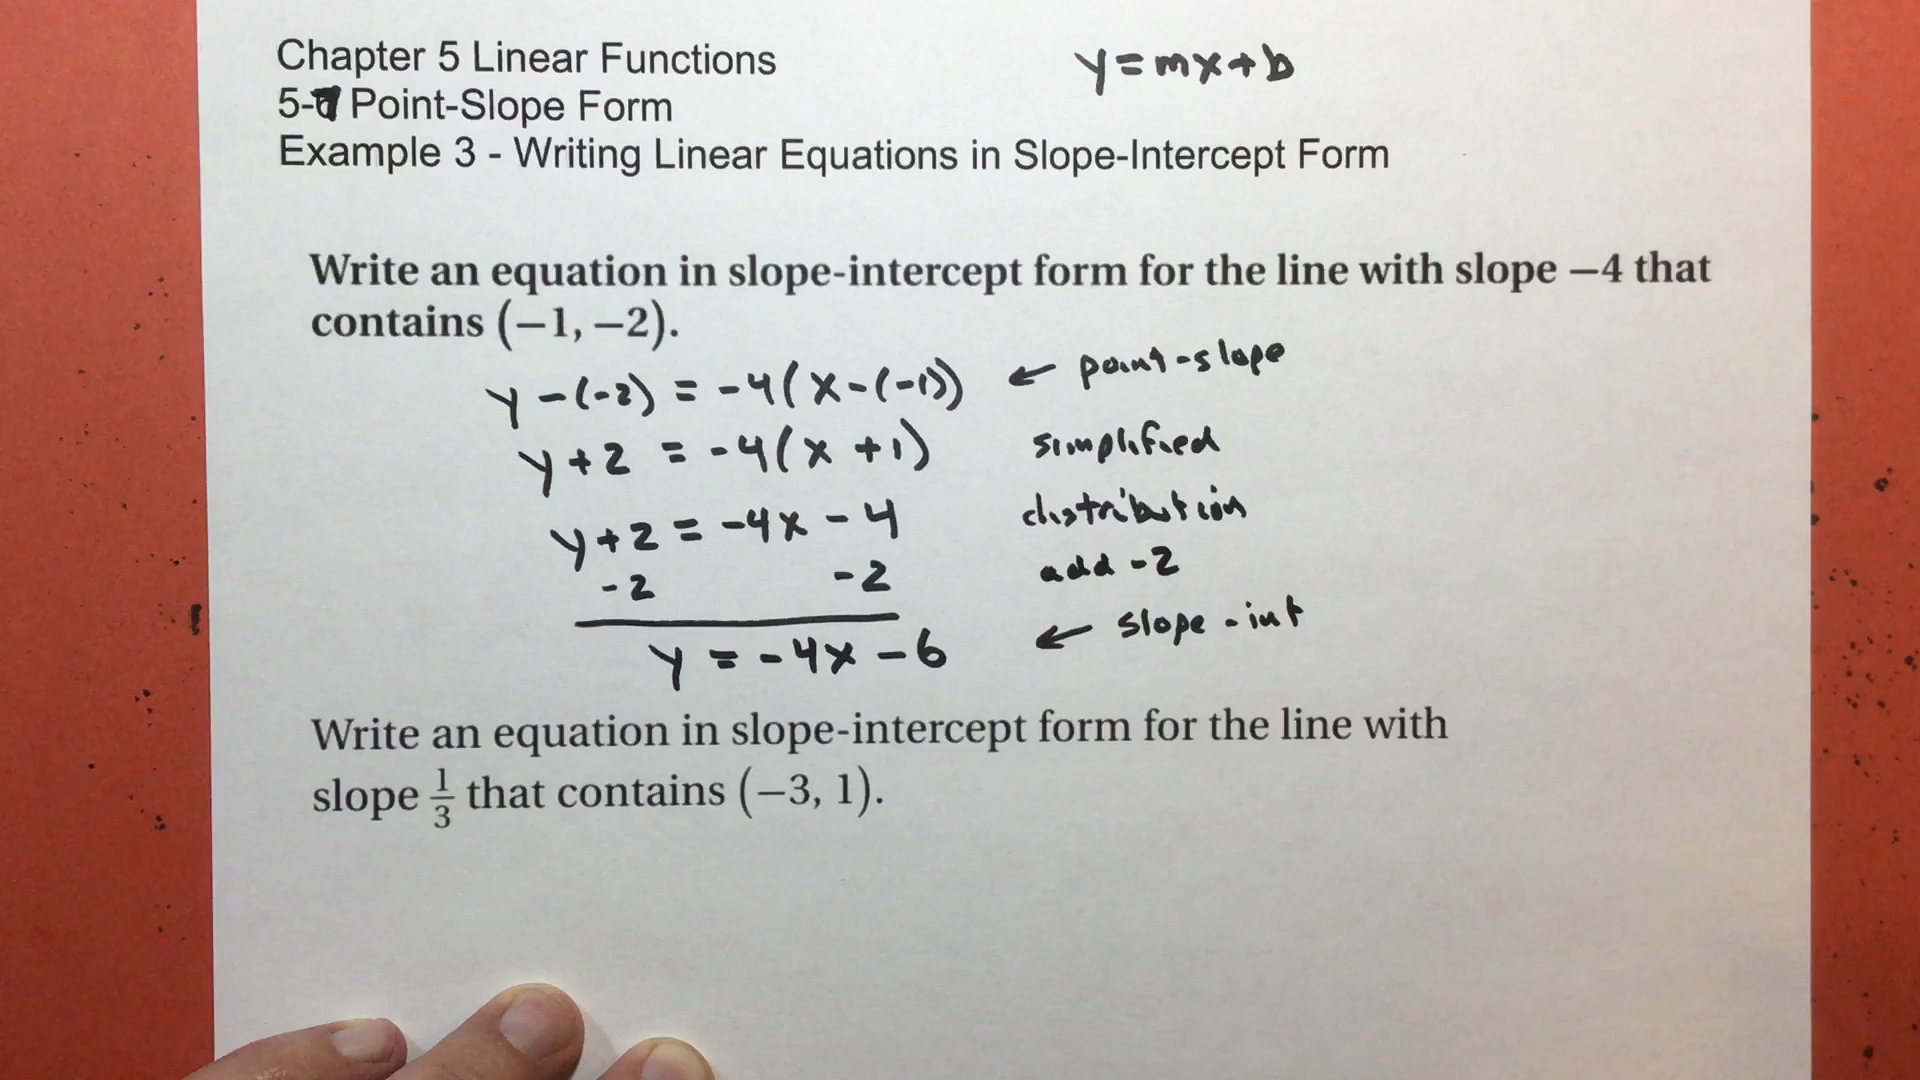 Chapter 5 Linear Functions
y=mx+b
5-7 Point-Slope Form
Example 3 - Writing Linear Equations in Slope-Intercept Form
Write an equation in slope-intercept form for the line with slope −4 that
contains (−1, −2).
y-(-2) = -4(x-(-1)) ← point-slope
y+2 = -4(x+1) simplified
y+2 = -4x-4 distribution
-2 -2 add -2
y = -4x-6 ← slope-int
Write an equation in slope-intercept form for the line with
slope 1/3 that contains (−3, 1).